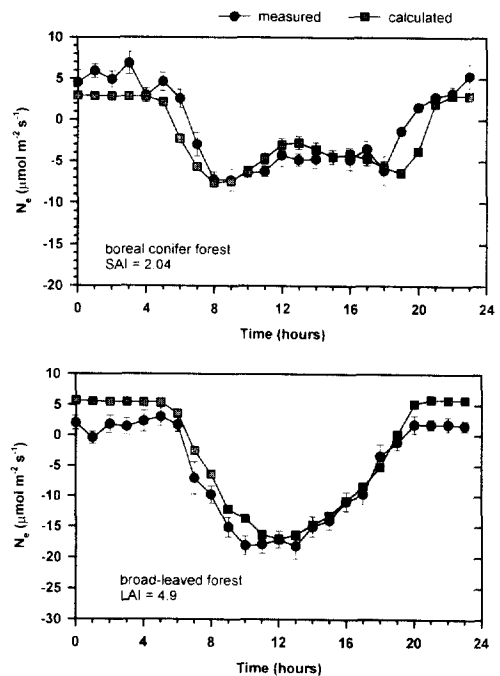 measured calculated
10
5
0
-5
-10
-15
-20
Ne (μmol m-2 s-1)
boreal conifer forest
SAI = 2.04
0 4 8 12 16 20 24
Time (hours)
10
5
0
-5
-10
-15
-20
-25
-30
Ne (μmol m-2 s-1)
broad-leaved forest
LAI = 4.9
0 4 8 12 16 20 24
Time (hours)